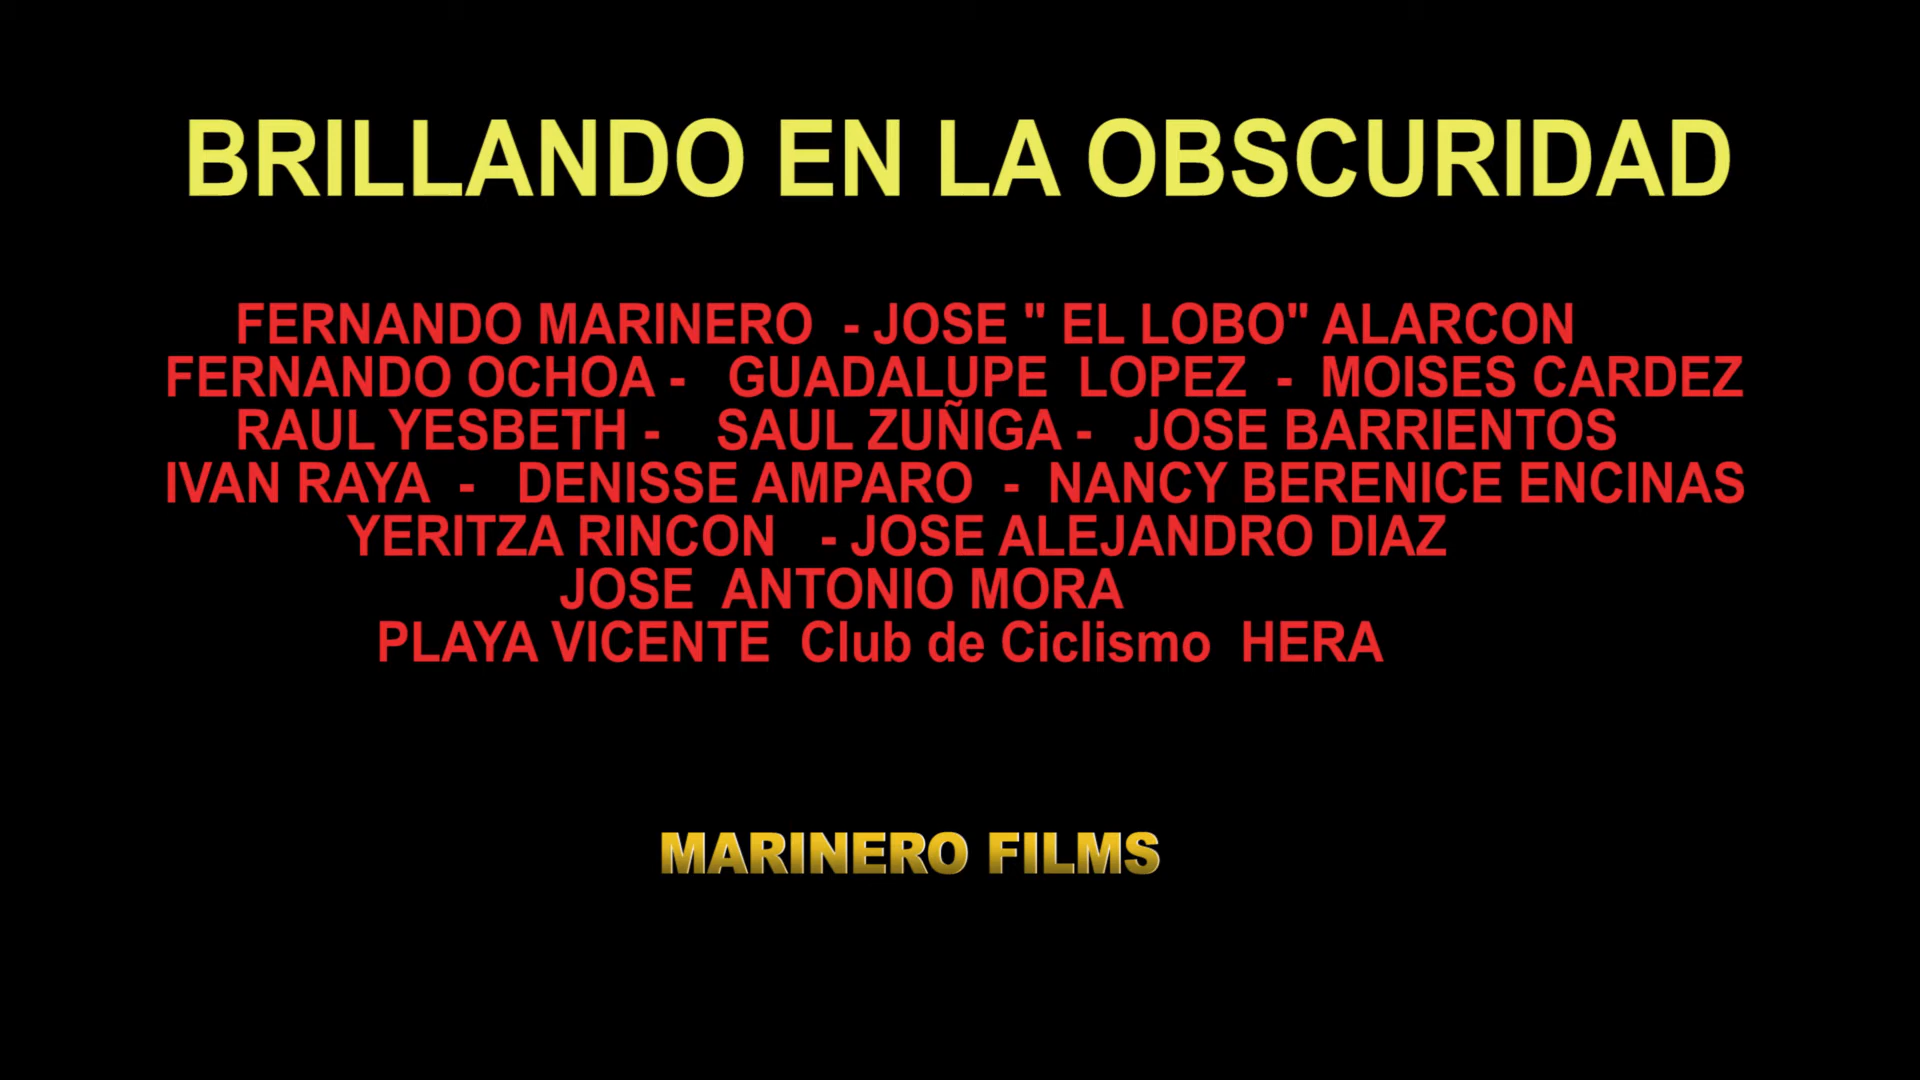 BRILLANDO EN LA OBSCURIDAD
FERNANDO MARINERO - JOSE " EL LOBO" ALARCON
FERNANDO OCHOA - GUADALUPE LOPEZ - MOISES CARDEZ
RAUL YESBETH - SAUL ZUÑIGA - JOSE BARRIENTOS
IVAN RAYA - DENISSE AMPARO - NANCY BERENICE ENCINAS
YERITZA RINCON - JOSE ALEJANDRO DIAZ
JOSE ANTONIO MORA
PLAYA VICENTE Club de Ciclismo HERA
MARINERO FILMS